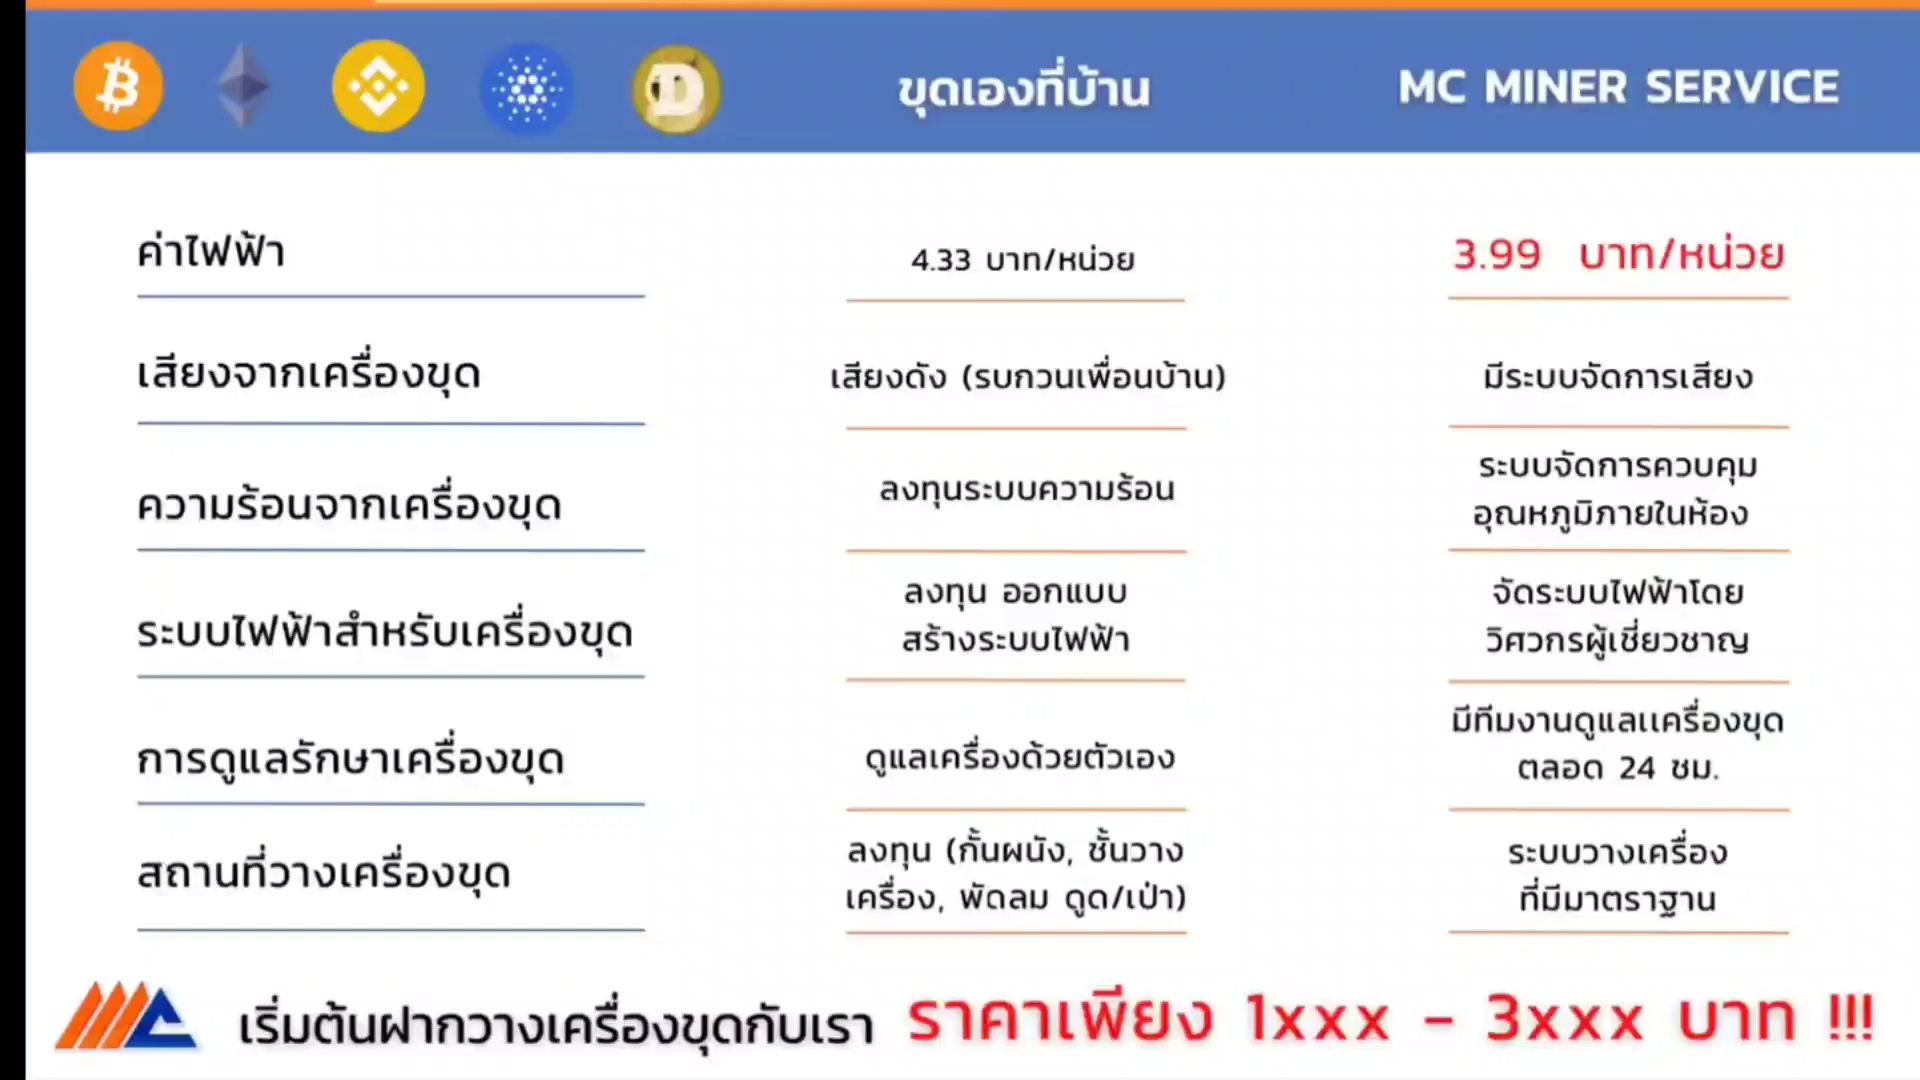 ขุดเองที่บ้าน MC MINER SERVICE
ค่าไฟฟ้า 4.33 บาท/หน่วย 3.99 บาท/หน่วย
เสียงจากเครื่องขุด เสียงดัง (รบกวนเพื่อนบ้าน) มีระบบจัดการเสียง
ความร้อนจากเครื่องขุด ลงทุนระบบความร้อน ระบบจัดการควบคุม
อุณหภูมิภายในห้อง
ระบบไฟฟ้าสำหรับเครื่องขุด ลงทุน ออกแบบ จัดระบบไฟฟ้าโดย
สร้างระบบไฟฟ้า วิศวกรผู้เชี่ยวชาญ
การดูแลรักษาเครื่องขุด ดูแลเครื่องด้วยตัวเอง มีทีมงานดูแลเเครื่องขุด
ตลอด 24 ชม.
สถานที่วางเครื่องขุด ลงทุน (กั้นผนัง, ชั้นวาง ระบบวางเครื่อง
เครื่อง, พัดลม ดูด/เป่า) ที่มีมาตราฐาน
เริ่มต้นฝากวางเครื่องขุดกับเรา ราคาเพียง 1xxx - 3xxx บาท !!!